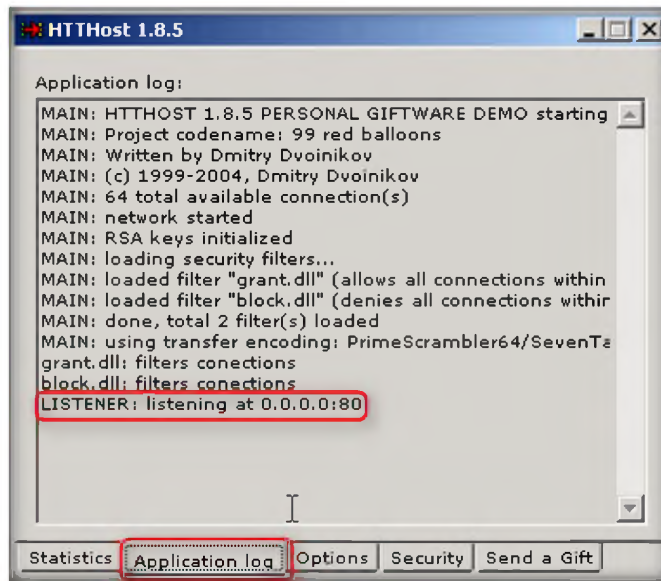 HTTHost 1.8.5
Application log:
MAIN: HTTHOST 1.8.5 PERSONAL GIFTWARE DEMO starting
MAIN: Project codename: 99 red balloons
MAIN: Written by Dmitry Dvoinikov
MAIN: (c) 1999-2004, Dmitry Dvoinikov
MAIN: 64 total available connection(s)
MAIN: network started
MAIN: RSA keys initialized
MAIN: loading security filters...
MAIN: loaded filter "grant.dll" (allows all connections within
MAIN: loaded filter "block.dll" (denies all connections withir
MAIN: done, total 2 filter(s) loaded
MAIN: using transfer encoding: PrimeScrambler64/SevenTa
grant.dll: filters conections
block.dll: filters conections
LISTENER: listening at 0.0.0.0:80
Statistics Application log Options Security Send a Gift